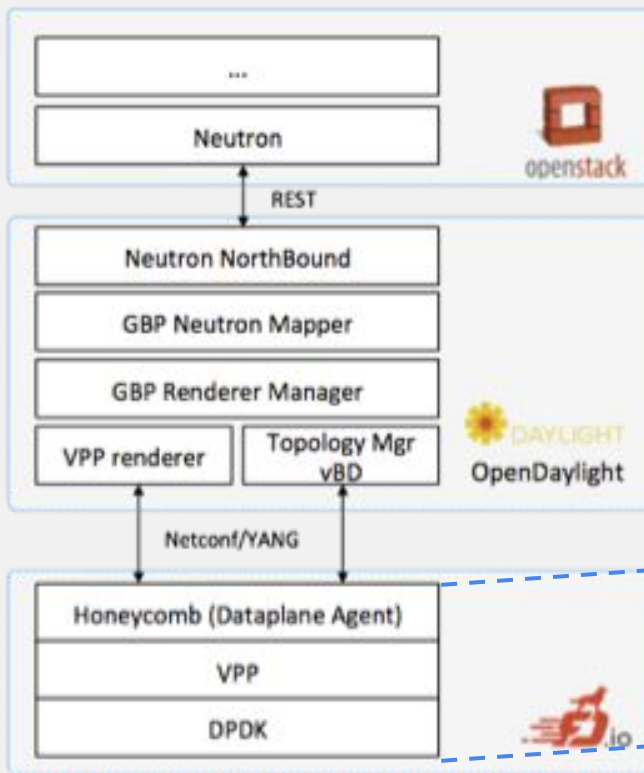 ...
Neutron
openstack
REST
Neutron NorthBound
GBP Neutron Mapper
GBP Renderer Manager
VPP renderer
Topology Mgr
vBD
DAYLIGHT
OpenDaylight
Netconf/YANG
Honeycomb (Dataplane Agent)
VPP
DPDK
.io